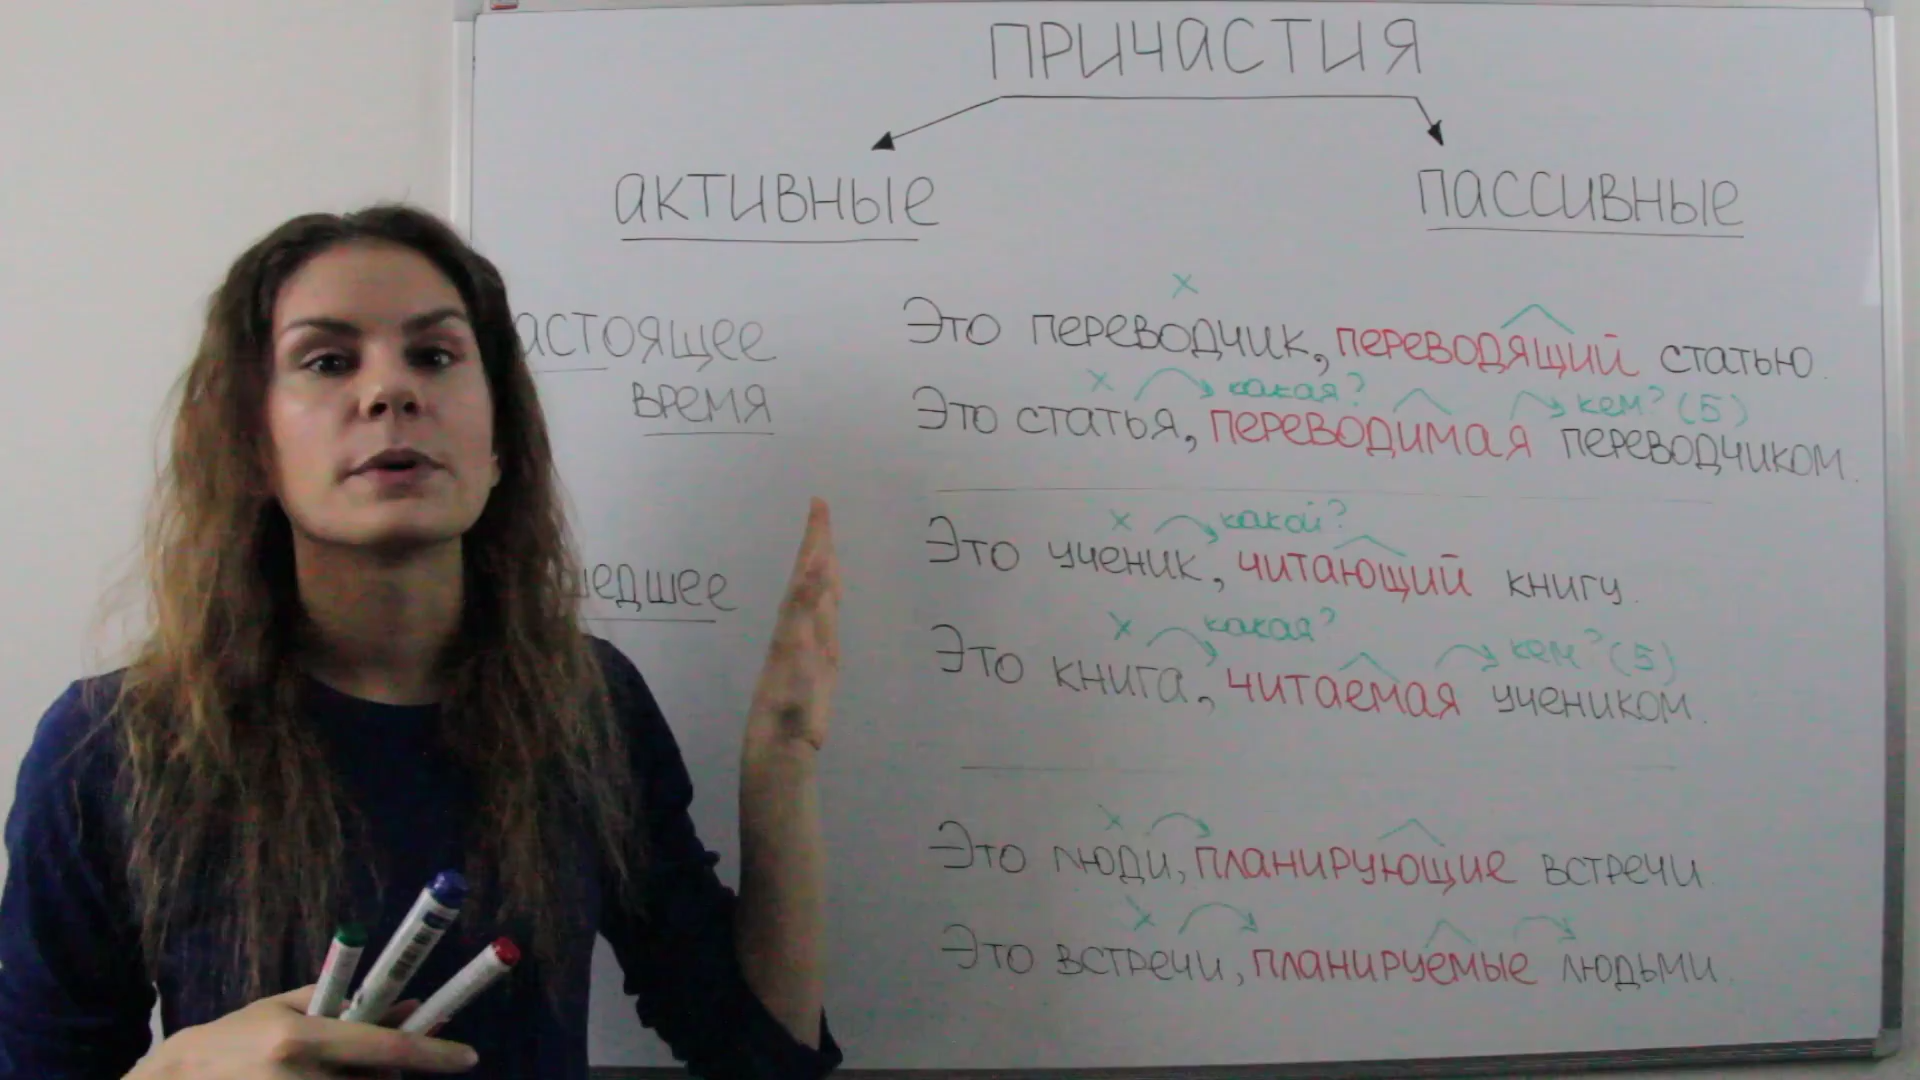 ПРИЧАСТИЯ
активные
пассивные
астоящее
время
шедшее
x
Это переводчик, переводящий статью.
x какая? кем? (5)
Это статья, переводимая переводчиком.
x какой?
Это ученик, читающий книгу.
x какая? кем? (5)
Это книга, читаемая учеником.
x
Это люди, планирующие встречи.
x
Это встречи, планируемые людьми.